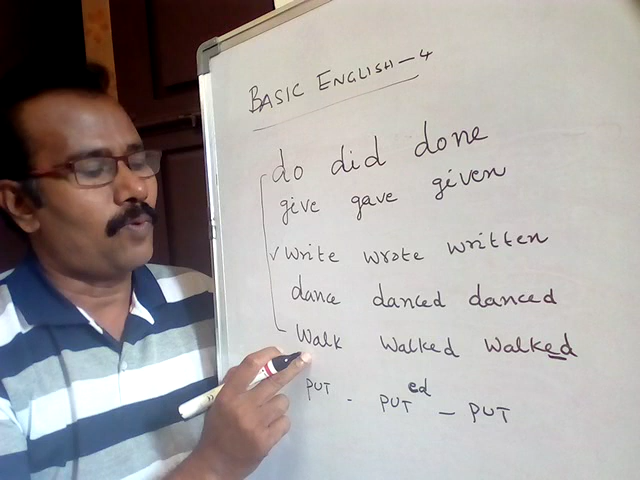 BASIC ENGLISH - 4
do did done
give gave given
✓ write wrote written
dance danced danced
Walk Walked Walked
PUT - PUT ed - PUT